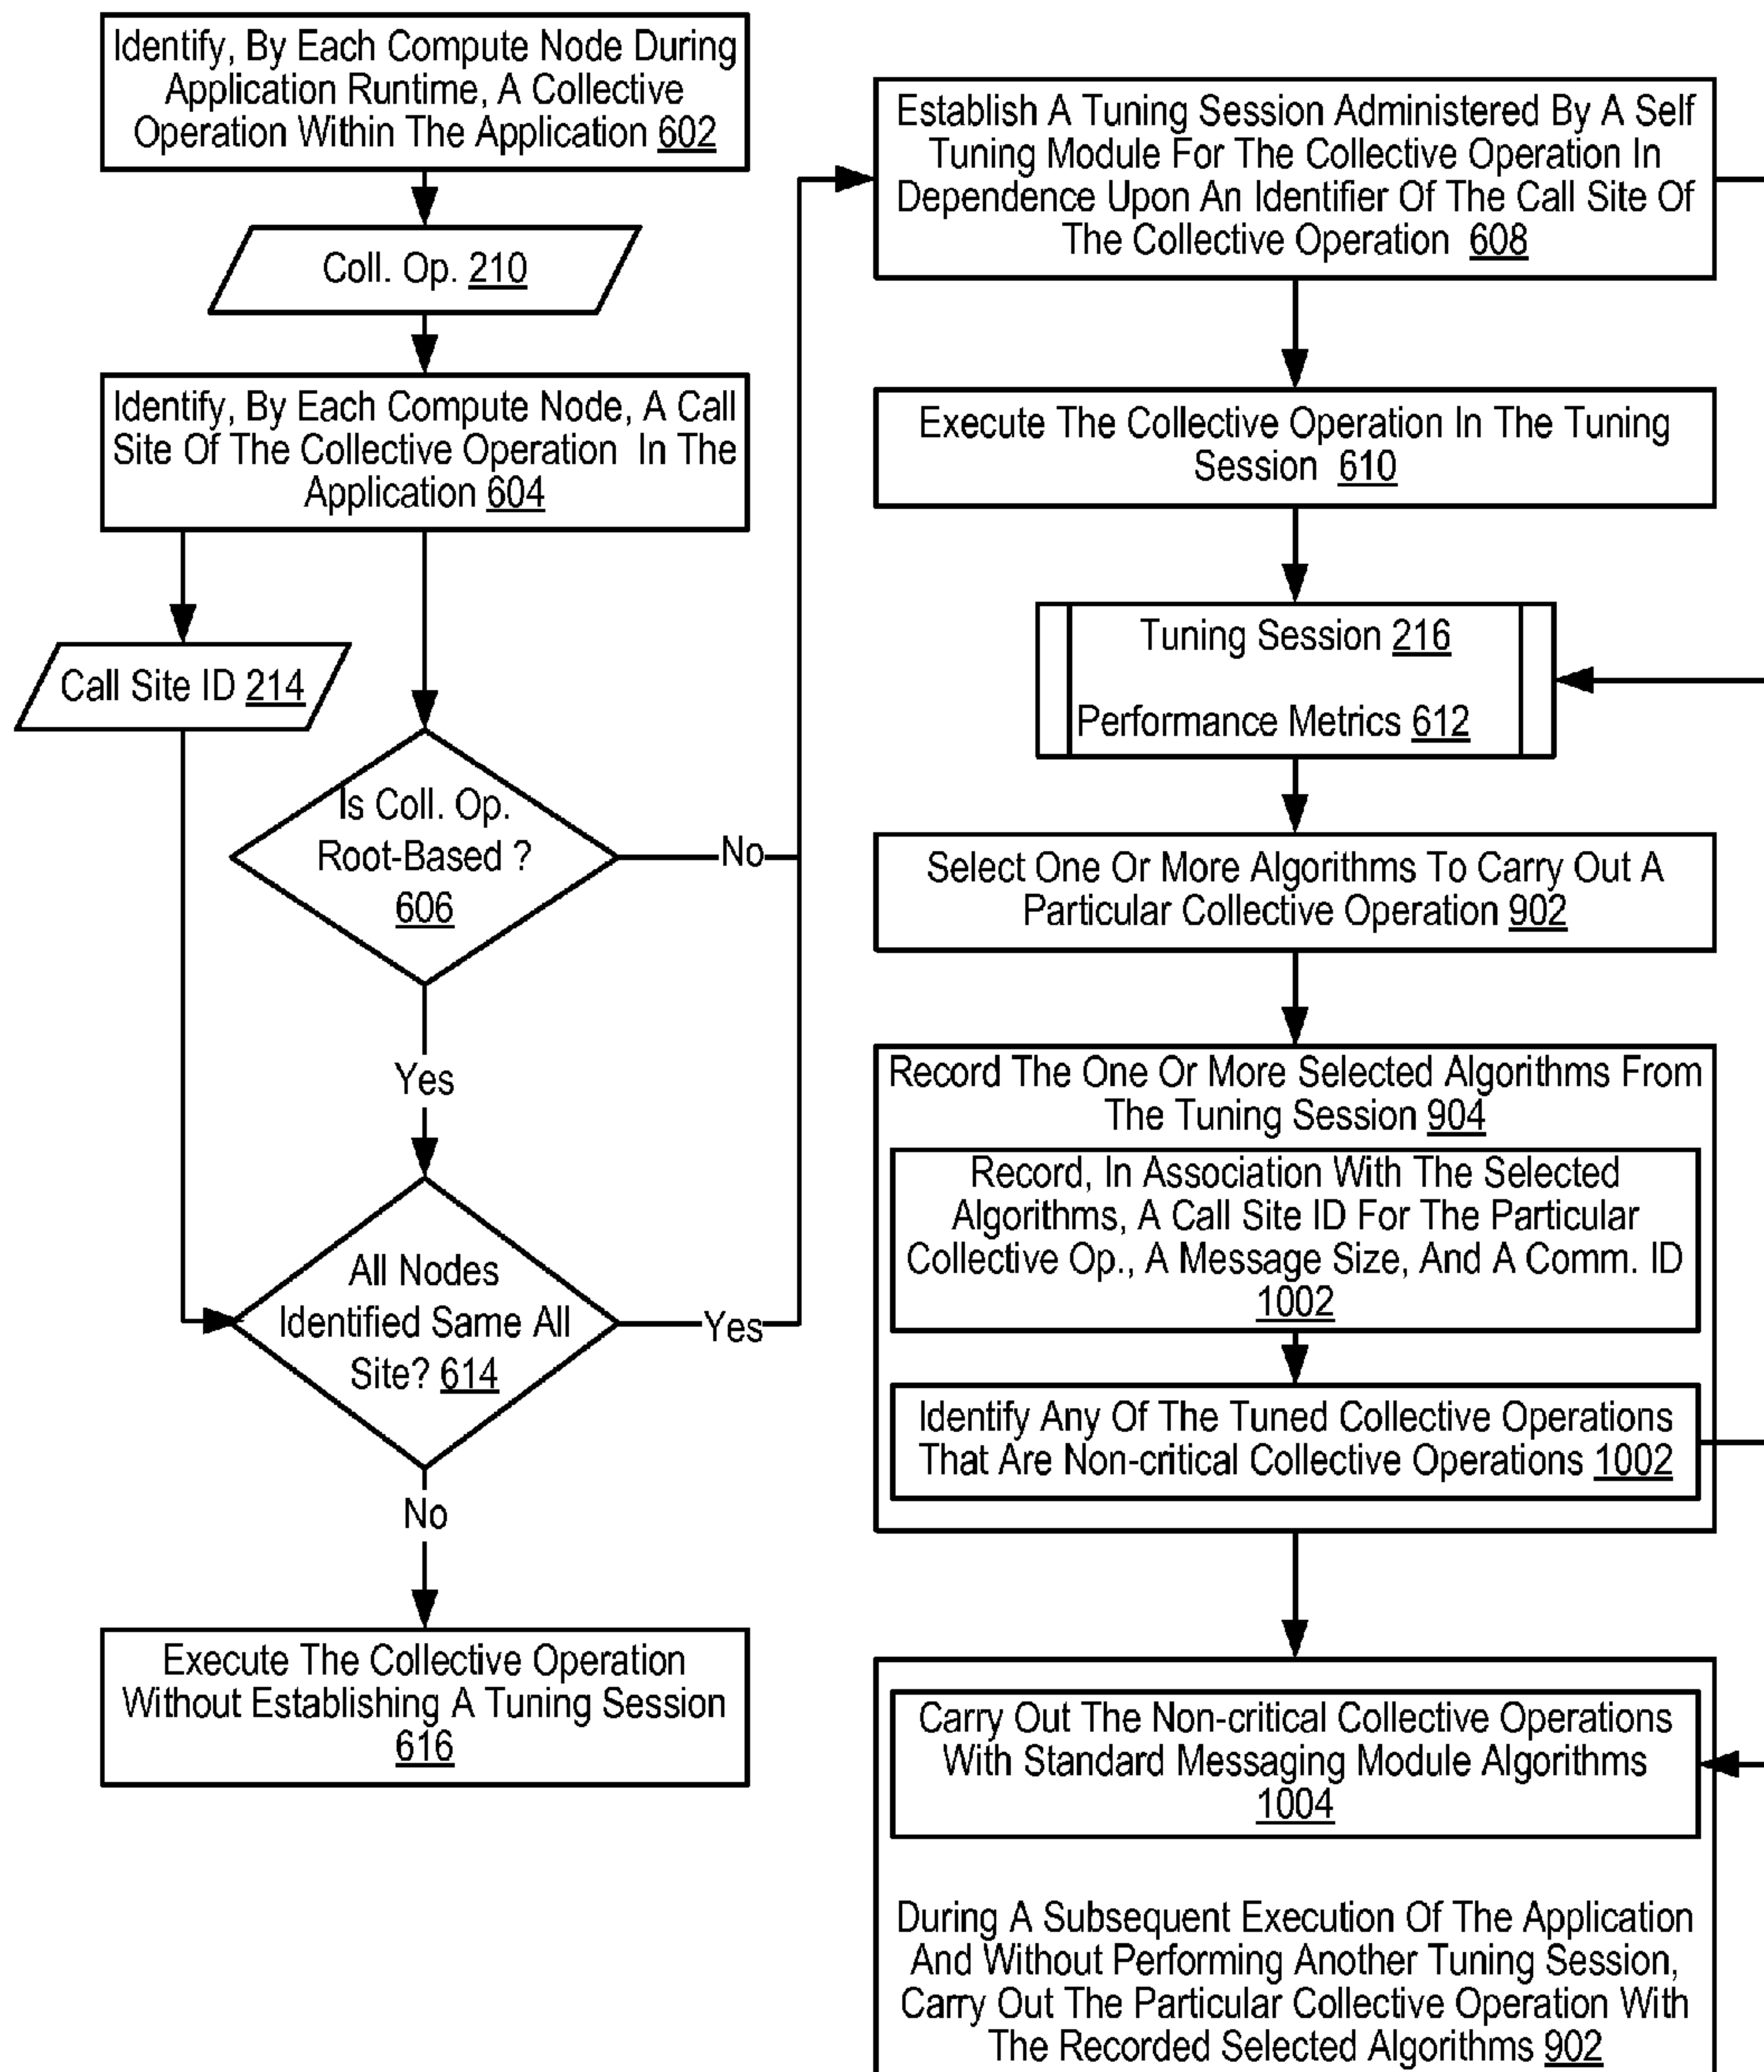 Identify, By Each Compute Node During
Application Runtime, A Collective
Operation Within The Application 602
Coll. Op. 210
Identify, By Each Compute Node, A Call
Site Of The Collective Operation In The
Application 604
Call Site ID 214
Is Coll. Op.
Root-Based ?
606
No
Yes
All Nodes
Identified Same All
Site? 614
Yes
No
Execute The Collective Operation
Without Establishing A Tuning Session
616
Establish A Tuning Session Administered By A Self
Tuning Module For The Collective Operation In
Dependence Upon An Identifier Of The Call Site Of
The Collective Operation 608
Execute The Collective Operation In The Tuning
Session 610
Tuning Session 216
Performance Metrics 612
Select One Or More Algorithms To Carry Out A
Particular Collective Operation 902
Record The One Or More Selected Algorithms From
The Tuning Session 904
Record, In Association With The Selected
Algorithms, A Call Site ID For The Particular
Collective Op., A Message Size, And A Comm. ID
1002
Identify Any Of The Tuned Collective Operations
That Are Non-critical Collective Operations 1002
Carry Out The Non-critical Collective Operations
With Standard Messaging Module Algorithms
1004
During A Subsequent Execution Of The Application
And Without Performing Another Tuning Session,
Carry Out The Particular Collective Operation With
The Recorded Selected Algorithms 902